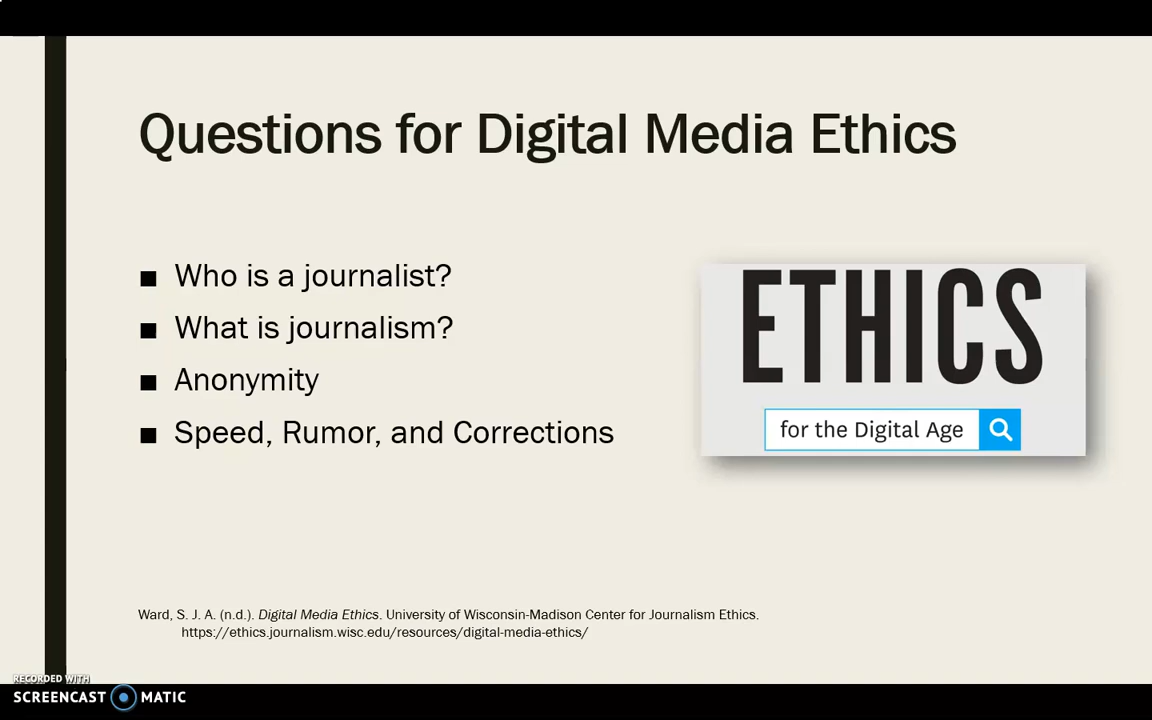 Questions for Digital Media Ethics
■ Who is a journalist?
■ What is journalism?
■ Anonymity
■ Speed, Rumor, and Corrections
ETHICS
for the Digital Age
Ward, S. J. A. (n.d.). Digital Media Ethics. University of Wisconsin-Madison Center for Journalism Ethics.
https://ethics.journalism.wisc.edu/resources/digital-media-ethics/
RECORDED WITH
SCREENCAST MATIC